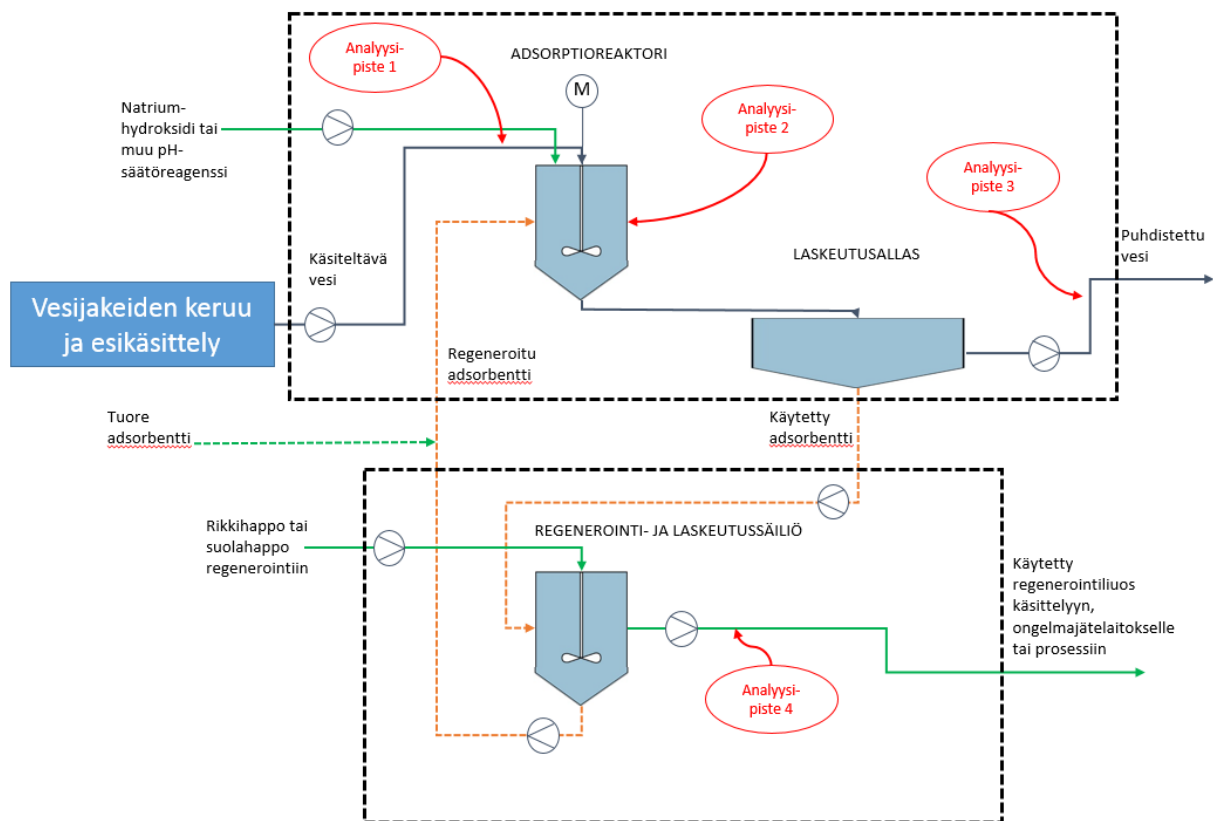 Analyysi-
piste 1
ADSORPTIOREAKTORI
M
Natrium-
hydroksidi tai
muu pH-
säätöreagenssi
Analyysi-
piste 2
Analyysi-
piste 3
Puhdistettu
vesi
Käsiteltävä
vesi
LASKEUTUSALLAS
Vesijakeiden keruu
ja esikäsittely
Regeneroitu
adsorbentti
Tuore
adsorbentti
Käytetty
adsorbentti
Rikkihappo tai
suolahappo
regenerointiin
REGENEROINTI- JA LASKEUTUSSÄILIÖ
Käytetty
regenerointiliuos
käsittelyyn,
ongelmajätelaitokselle
tai prosessiin
Analyysi-
piste 4